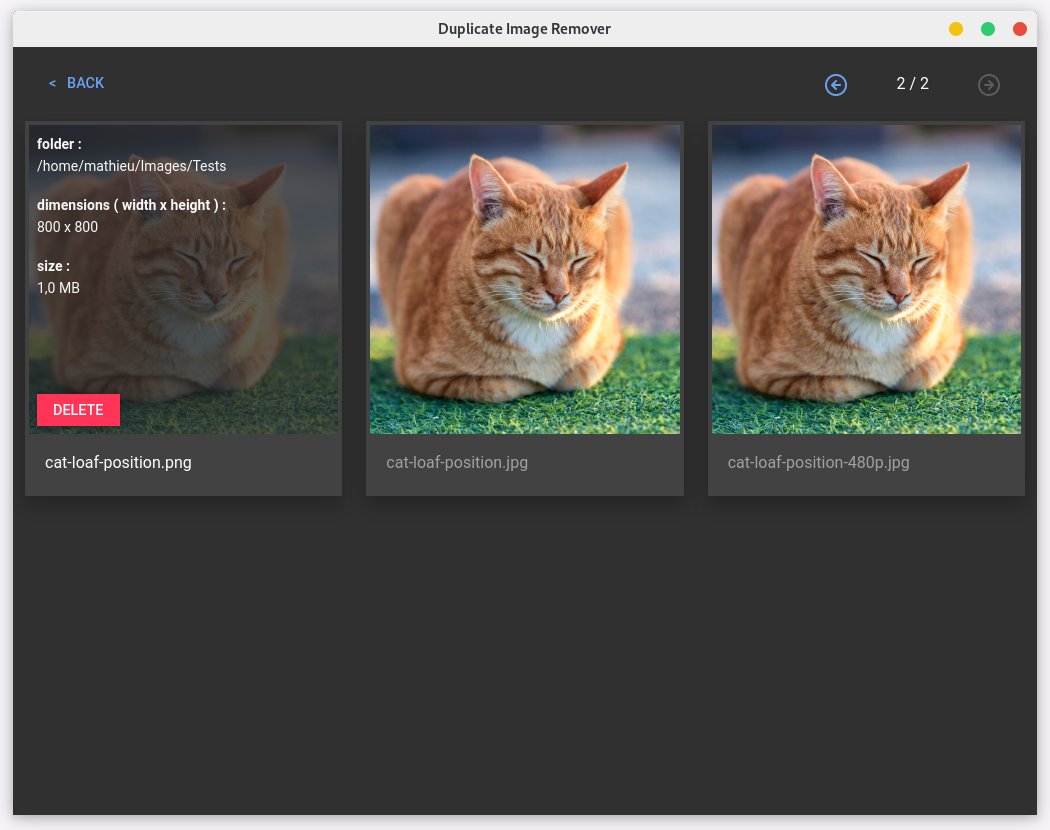 Duplicate Image Remover
< BACK
2 / 2
folder :
/home/mathieu/Images/Tests
dimensions ( width x height ) :
800 x 800
size :
1,0 MB
DELETE
cat-loaf-position.png
cat-loaf-position.jpg
cat-loaf-position-480p.jpg